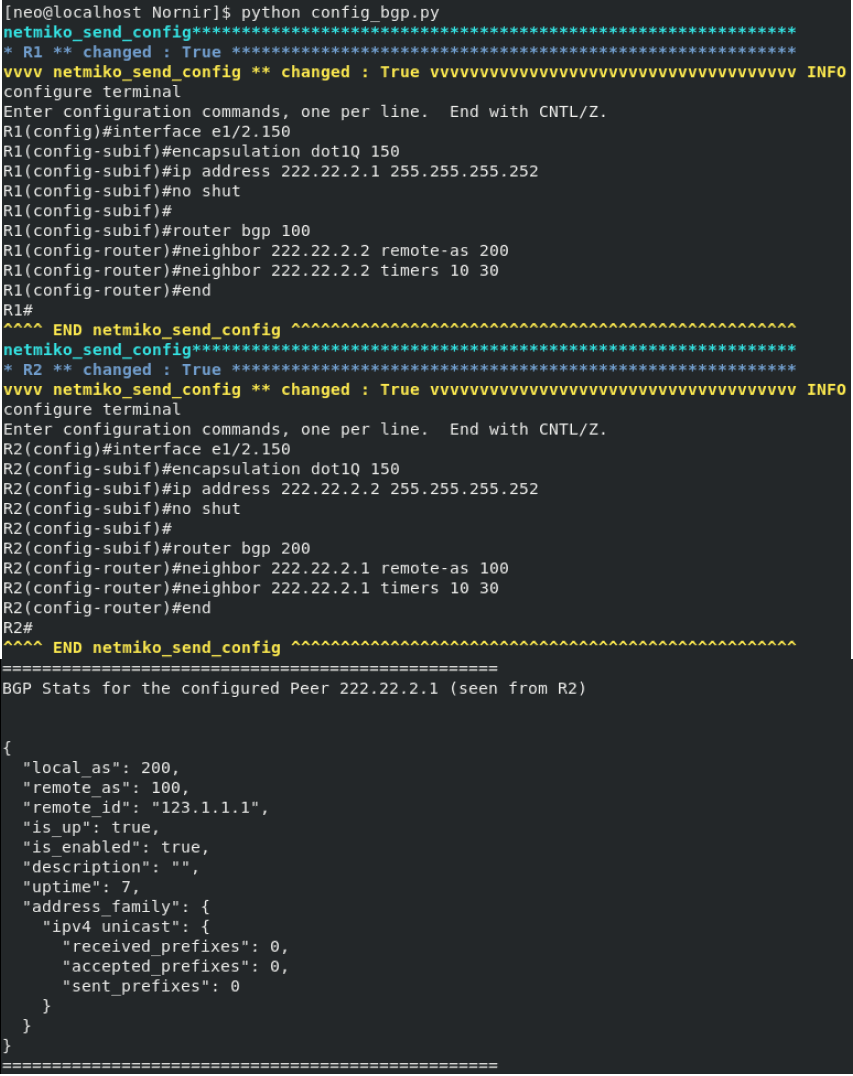 [neo@localhost Nornir]$ python config_bgp.py
netmiko_send_config*************************************************************
* R1 ** changed : True *********************************************************
vvvv netmiko_send_config ** changed : True vvvvvvvvvvvvvvvvvvvvvvvvvvvvvvvvvvvvv INFO
configure terminal
Enter configuration commands, one per line.  End with CNTL/Z.
R1(config)#interface e1/2.150
R1(config-subif)#encapsulation dot1Q 150
R1(config-subif)#ip address 222.22.2.1 255.255.255.252
R1(config-subif)#no shut
R1(config-subif)#
R1(config-subif)#router bgp 100
R1(config-router)#neighbor 222.22.2.2 remote-as 200
R1(config-router)#neighbor 222.22.2.2 timers 10 30
R1(config-router)#end
R1#
^^^^ END netmiko_send_config ^^^^^^^^^^^^^^^^^^^^^^^^^^^^^^^^^^^^^^^^^^^^^^^^^^^
netmiko_send_config*************************************************************
* R2 ** changed : True *********************************************************
vvvv netmiko_send_config ** changed : True vvvvvvvvvvvvvvvvvvvvvvvvvvvvvvvvvvvvv INFO
configure terminal
Enter configuration commands, one per line.  End with CNTL/Z.
R2(config)#interface e1/2.150
R2(config-subif)#encapsulation dot1Q 150
R2(config-subif)#ip address 222.22.2.2 255.255.255.252
R2(config-subif)#no shut
R2(config-subif)#
R2(config-subif)#router bgp 200
R2(config-router)#neighbor 222.22.2.1 remote-as 100
R2(config-router)#neighbor 222.22.2.1 timers 10 30
R2(config-router)#end
R2#
^^^^ END netmiko_send_config ^^^^^^^^^^^^^^^^^^^^^^^^^^^^^^^^^^^^^^^^^^^^^^^^^^^
==================================================
BGP Stats for the configured Peer 222.22.2.1 (seen from R2)
{
  "local_as": 200,
  "remote_as": 100,
  "remote_id": "123.1.1.1",
  "is_up": true,
  "is_enabled": true,
  "description": "",
  "uptime": 7,
  "address_family": {
    "ipv4 unicast": {
      "received_prefixes": 0,
      "accepted_prefixes": 0,
      "sent_prefixes": 0
    }
  }
}
==================================================